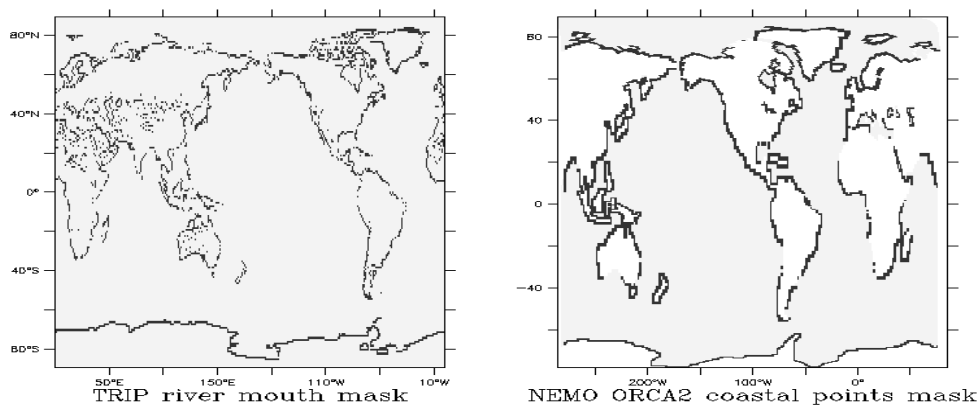 80°N
40°N
0°
40°S
80°S
50°E 150°E 110°W 10°W
TRIP river mouth mask
80
40
0
−40
200°W 100°W 0°
NEMO ORCA2 coastal points mask